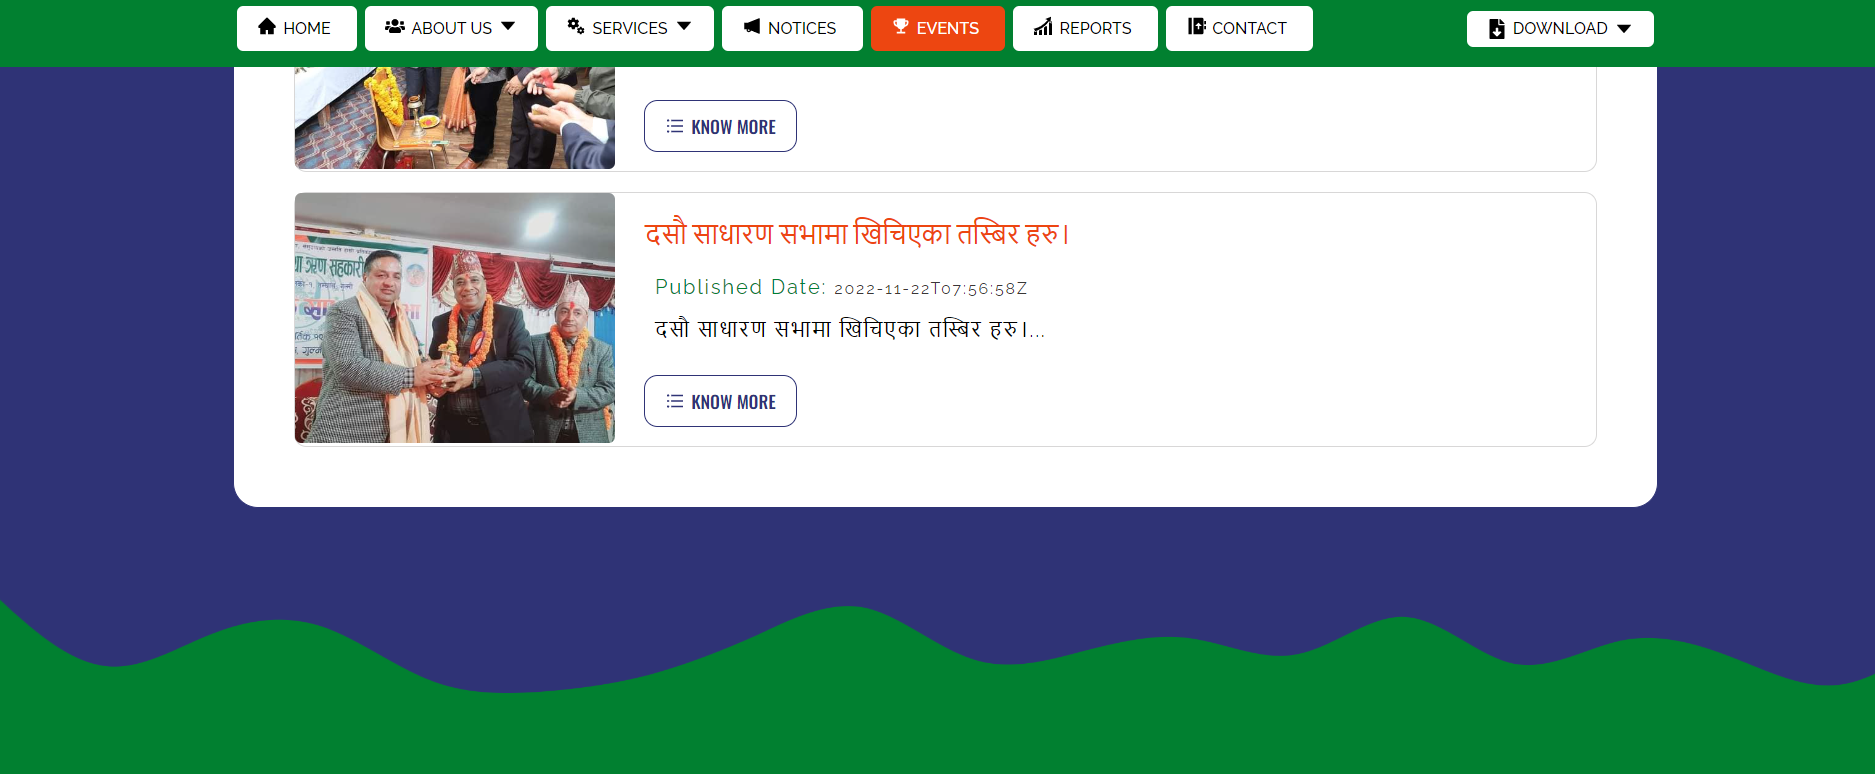 HOME ABOUT US SERVICES NOTICES EVENTS REPORTS CONTACT DOWNLOAD
KNOW MORE
दसौ साधारण सभामा खिचिएका तस्बिर हरु।
Published Date: 2022-11-22T07:56:58Z
दसौ साधारण सभामा खिचिएका तस्बिर हरु।...
KNOW MORE
ऋण सहकारी